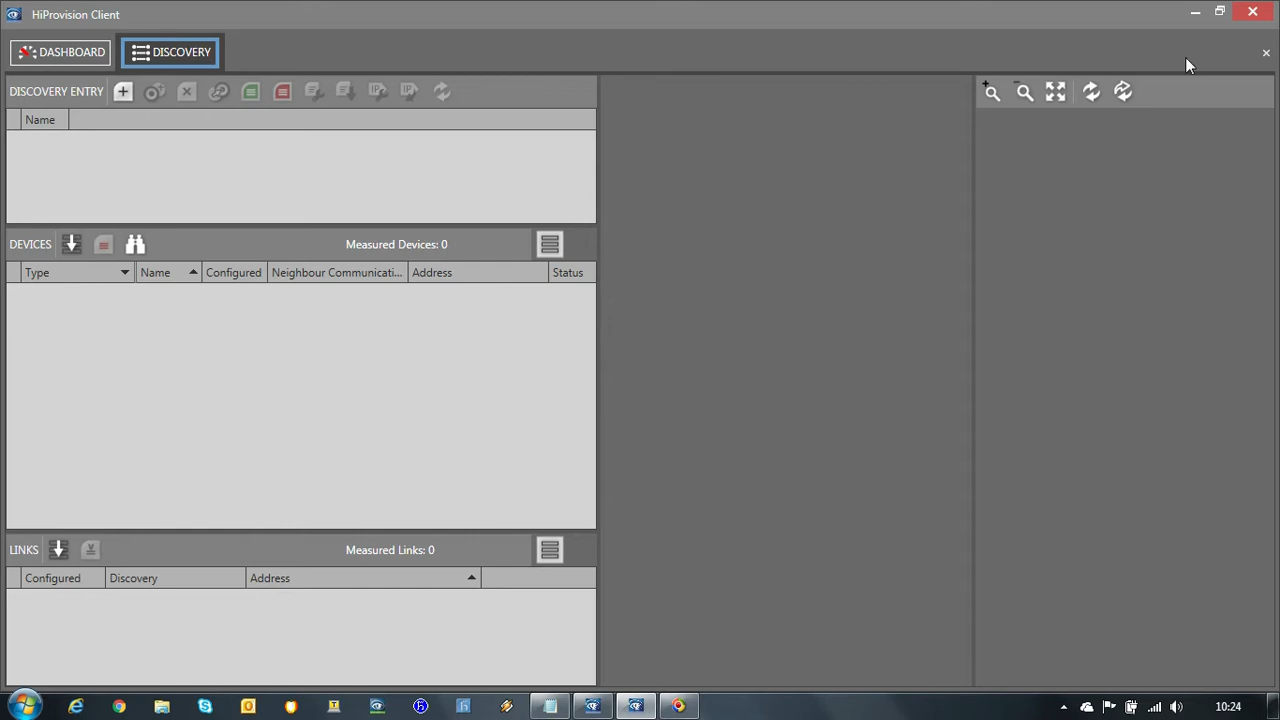 HiProvision Client
DASHBOARD
DISCOVERY
DISCOVERY ENTRY
Name
DEVICES
Measured Devices: 0
Type
Name
Configured
Neighbour Communicati...
Address
Status
LINKS
Measured Links: 0
Configured
Discovery
Address
10:24